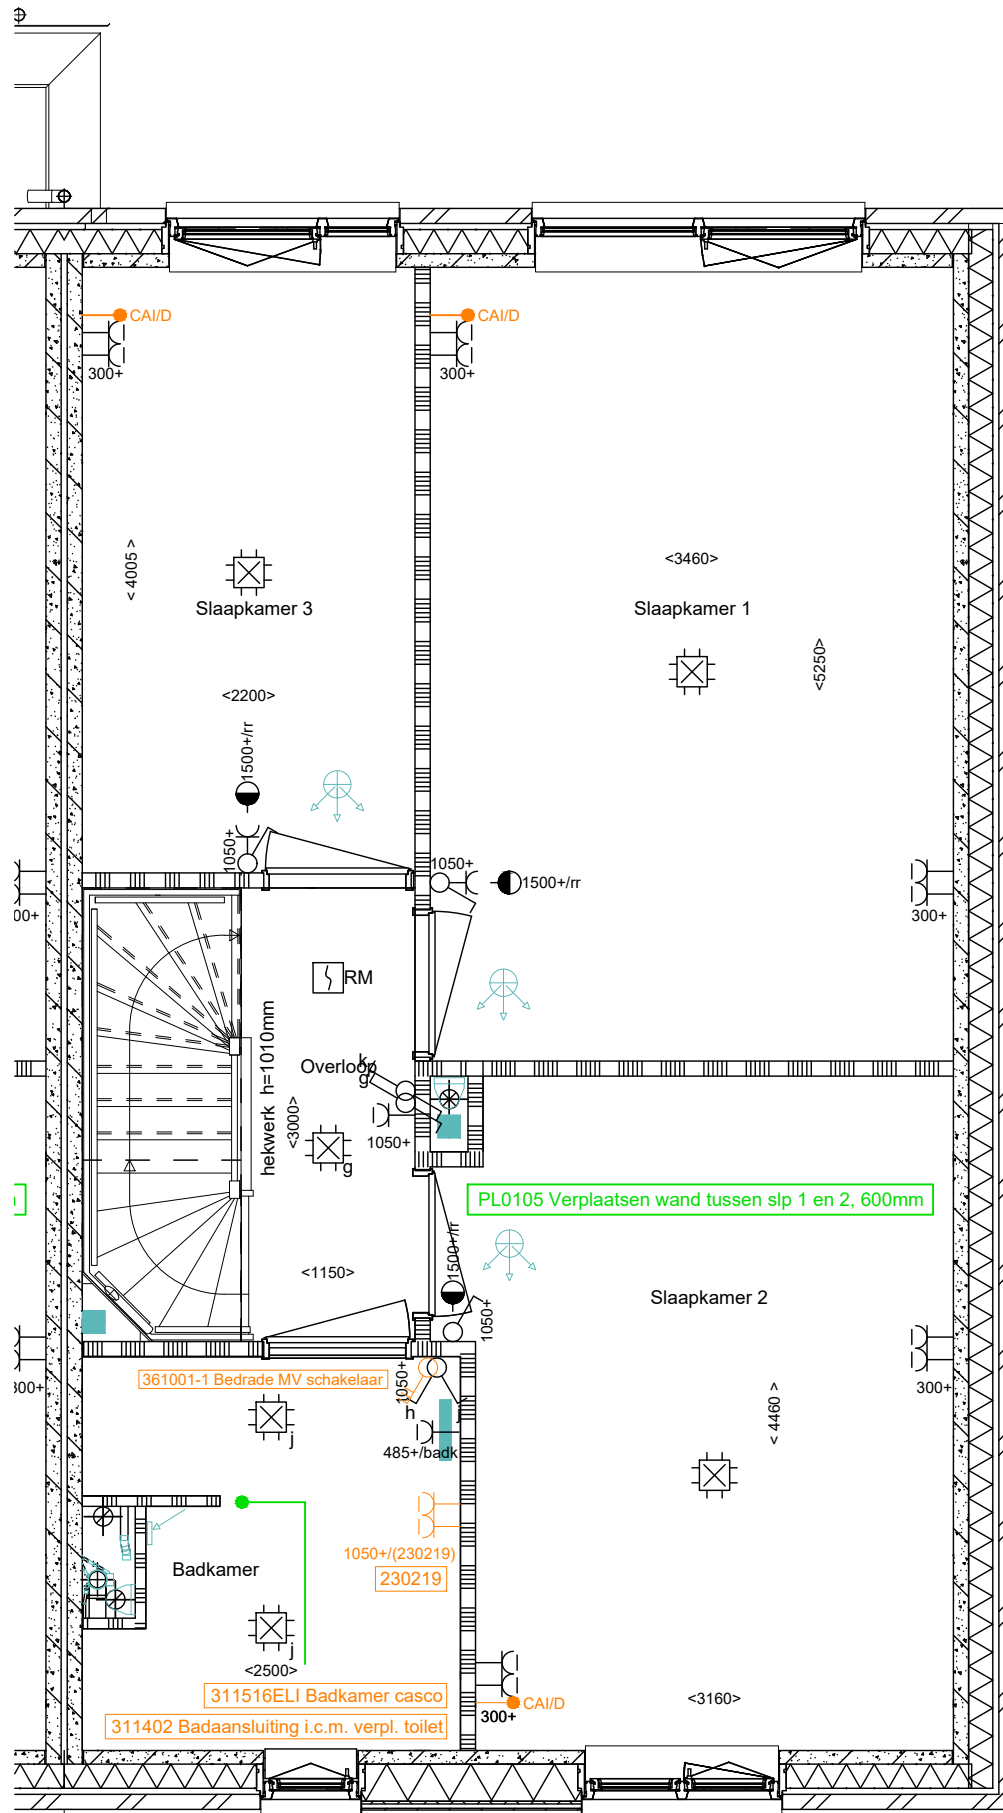 CAI/D
CAI/D
300+
300+
<3460>
< 4005 >
Slaapkamer 3
Slaapkamer 1
<5250>
<2200>
1500+/rr
1050+
1050+
1500+/rr
300+
RM
hekwerk h=1010mm
Overloop
k
g
<3000>
1050+
g
PL0105 Verplaatsen wand tussen slp 1 en 2, 600mm
1500+/rr
<1150>
Slaapkamer 2
1050+
361001-1 Bedrade MV schakelaar
1050+
300+
300+
h
j
j
485+/badk
< 4460 >
1050+/(230219)
Badkamer
230219
j
<2500>
311516ELI Badkamer casco
<3160>
CAI/D
300+
311402 Badaansluiting i.c.m. verpl. toilet